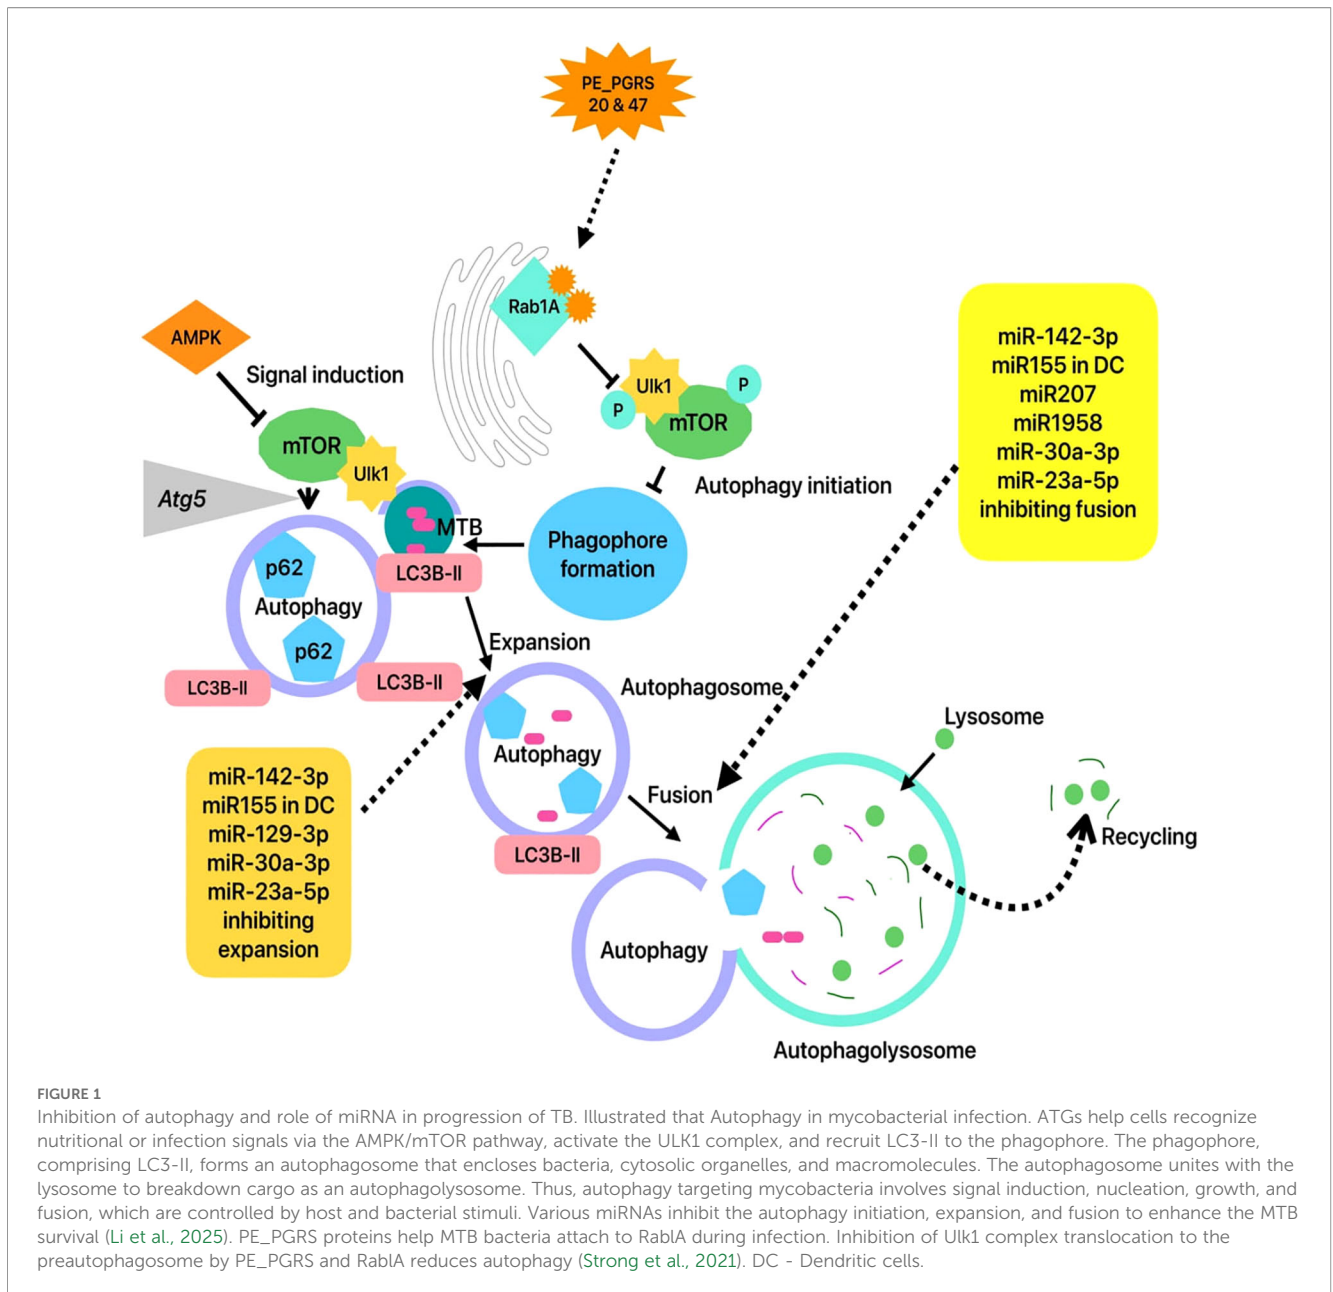 PE_PGRS
20 & 47
Rab1A
AMPK
Signal induction
mTOR
Ulk1
Atg5
Ulk1
P
P
mTOR
Autophagy initiation
miR-142-3p
miR155 in DC
miR207
miR1958
miR-30a-3p
miR-23a-5p
inhibiting fusion
MTB
LC3B-II
Phagophore
formation
p62
Autophagy
p62
LC3B-II
LC3B-II
Expansion
Autophagosome
Autophagy
LC3B-II
Fusion
Lysosome
Recycling
miR-142-3p
miR155 in DC
miR-129-3p
miR-30a-3p
miR-23a-5p
inhibiting
expansion
Autophagy
Autophagolysosome
FIGURE 1
Inhibition of autophagy and role of miRNA in progression of TB. Illustrated that Autophagy in mycobacterial infection. ATGs help cells recognize
nutritional or infection signals via the AMPK/mTOR pathway, activate the ULK1 complex, and recruit LC3-II to the phagophore. The phagophore,
comprising LC3-II, forms an autophagosome that encloses bacteria, cytosolic organelles, and macromolecules. The autophagosome unites with the
lysosome to breakdown cargo as an autophagolysosome. Thus, autophagy targeting mycobacteria involves signal induction, nucleation, growth, and
fusion, which are controlled by host and bacterial stimuli. Various miRNAs inhibit the autophagy initiation, expansion, and fusion to enhance the MTB
survival (Li et al., 2025). PE_PGRS proteins help MTB bacteria attach to RablA during infection. Inhibition of Ulk1 complex translocation to the
preautophagosome by PE_PGRS and RablA reduces autophagy (Strong et al., 2021). DC - Dendritic cells.